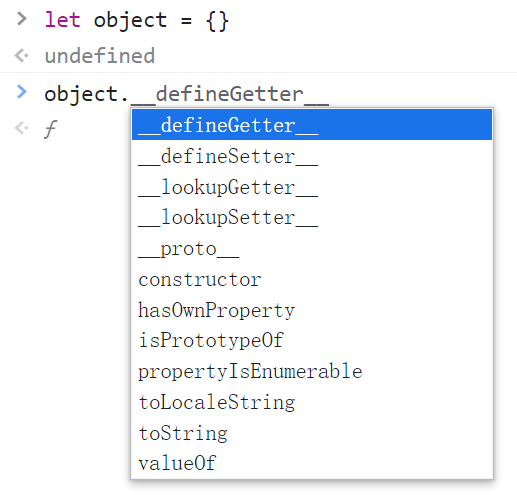 > let object = {}
undefined
> object.__defineGetter__
f
__defineGetter__
__defineSetter__
__lookupGetter__
__lookupSetter__
__proto__
constructor
hasOwnProperty
isPrototypeOf
propertyIsEnumerable
toLocaleString
toString
valueOf